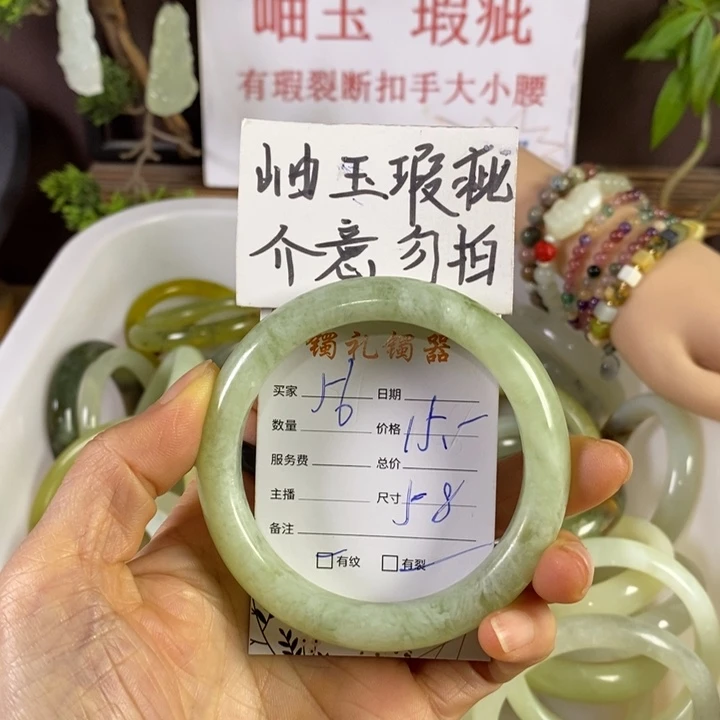 岫玉 瑕疵
有瑕裂断扣手大小腰
岫玉瑕疵
介意勿拍
镯礼镯器
买家 56 日期
数量 价格 15.-
服务费 总价
主播 尺寸 58
备注
有纹 有裂